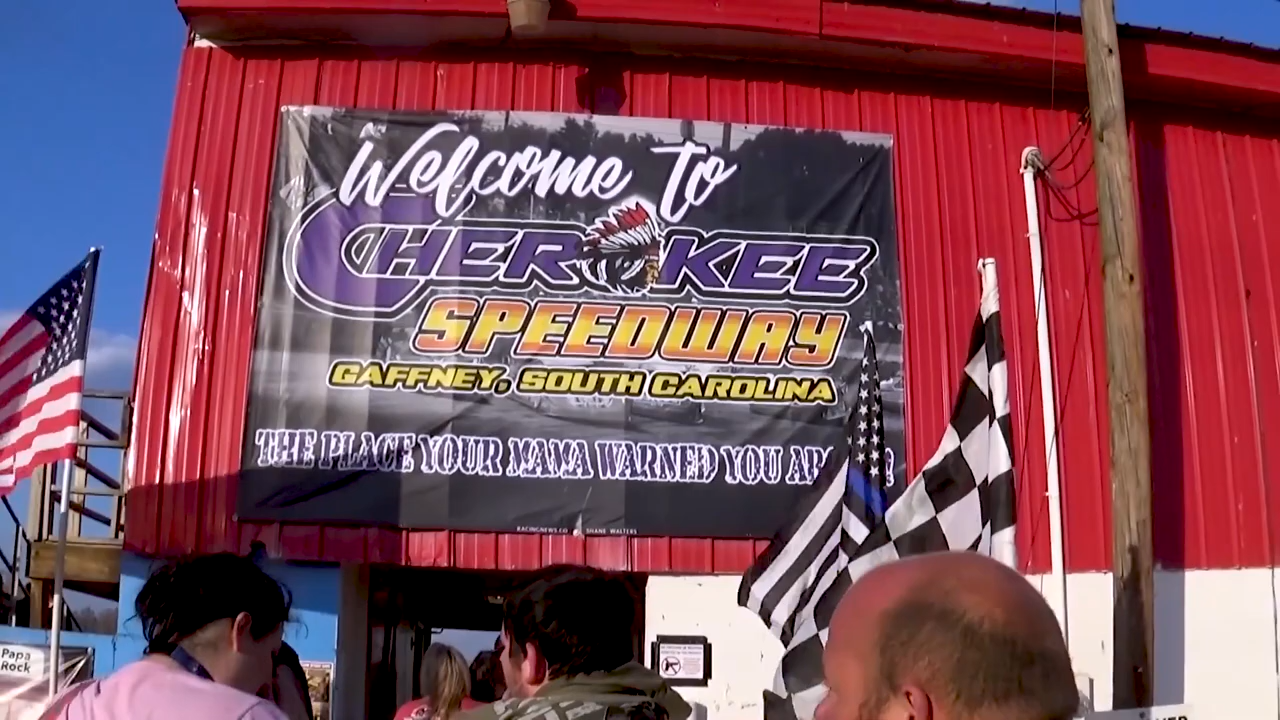 Welcome To
CHEROKEE
SPEEDWAY
GAFFNEY, SOUTH CAROLINA
THE PLACE YOUR MAMA WARNED YOU
RACINGNEWS.CO SHANE WALTERS
Papa
Rock